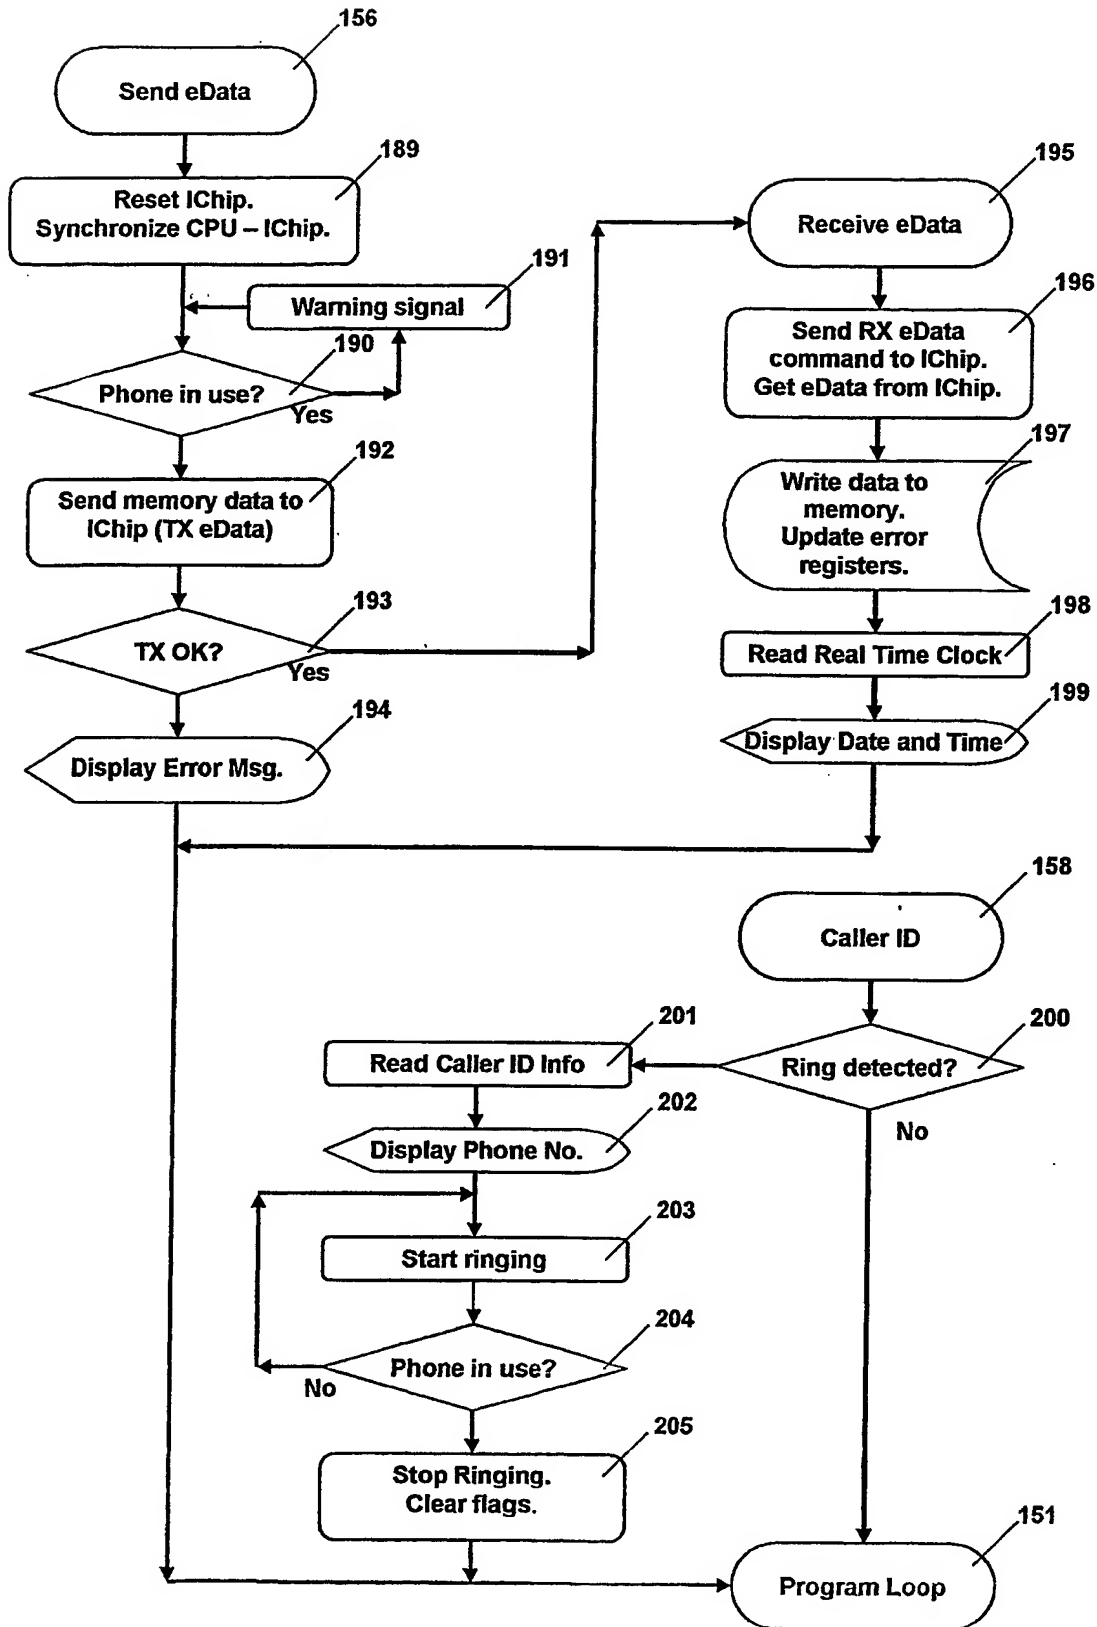 156
Send eData
189
Reset IChip.
Synchronize CPU – IChip.
191
Warning signal
190
Phone in use?
Yes
192
Send memory data to
IChip (TX eData)
193
TX OK?
Yes
194
Display Error Msg.
195
Receive eData
196
Send RX eData
command to IChip.
Get eData from IChip.
197
Write data to
memory.
Update error
registers.
198
Read Real Time Clock
199
Display Date and Time
158
Caller ID
200
Ring detected?
No
201
Read Caller ID Info
202
Display Phone No.
203
Start ringing
204
Phone in use?
No
205
Stop Ringing.
Clear flags.
151
Program Loop